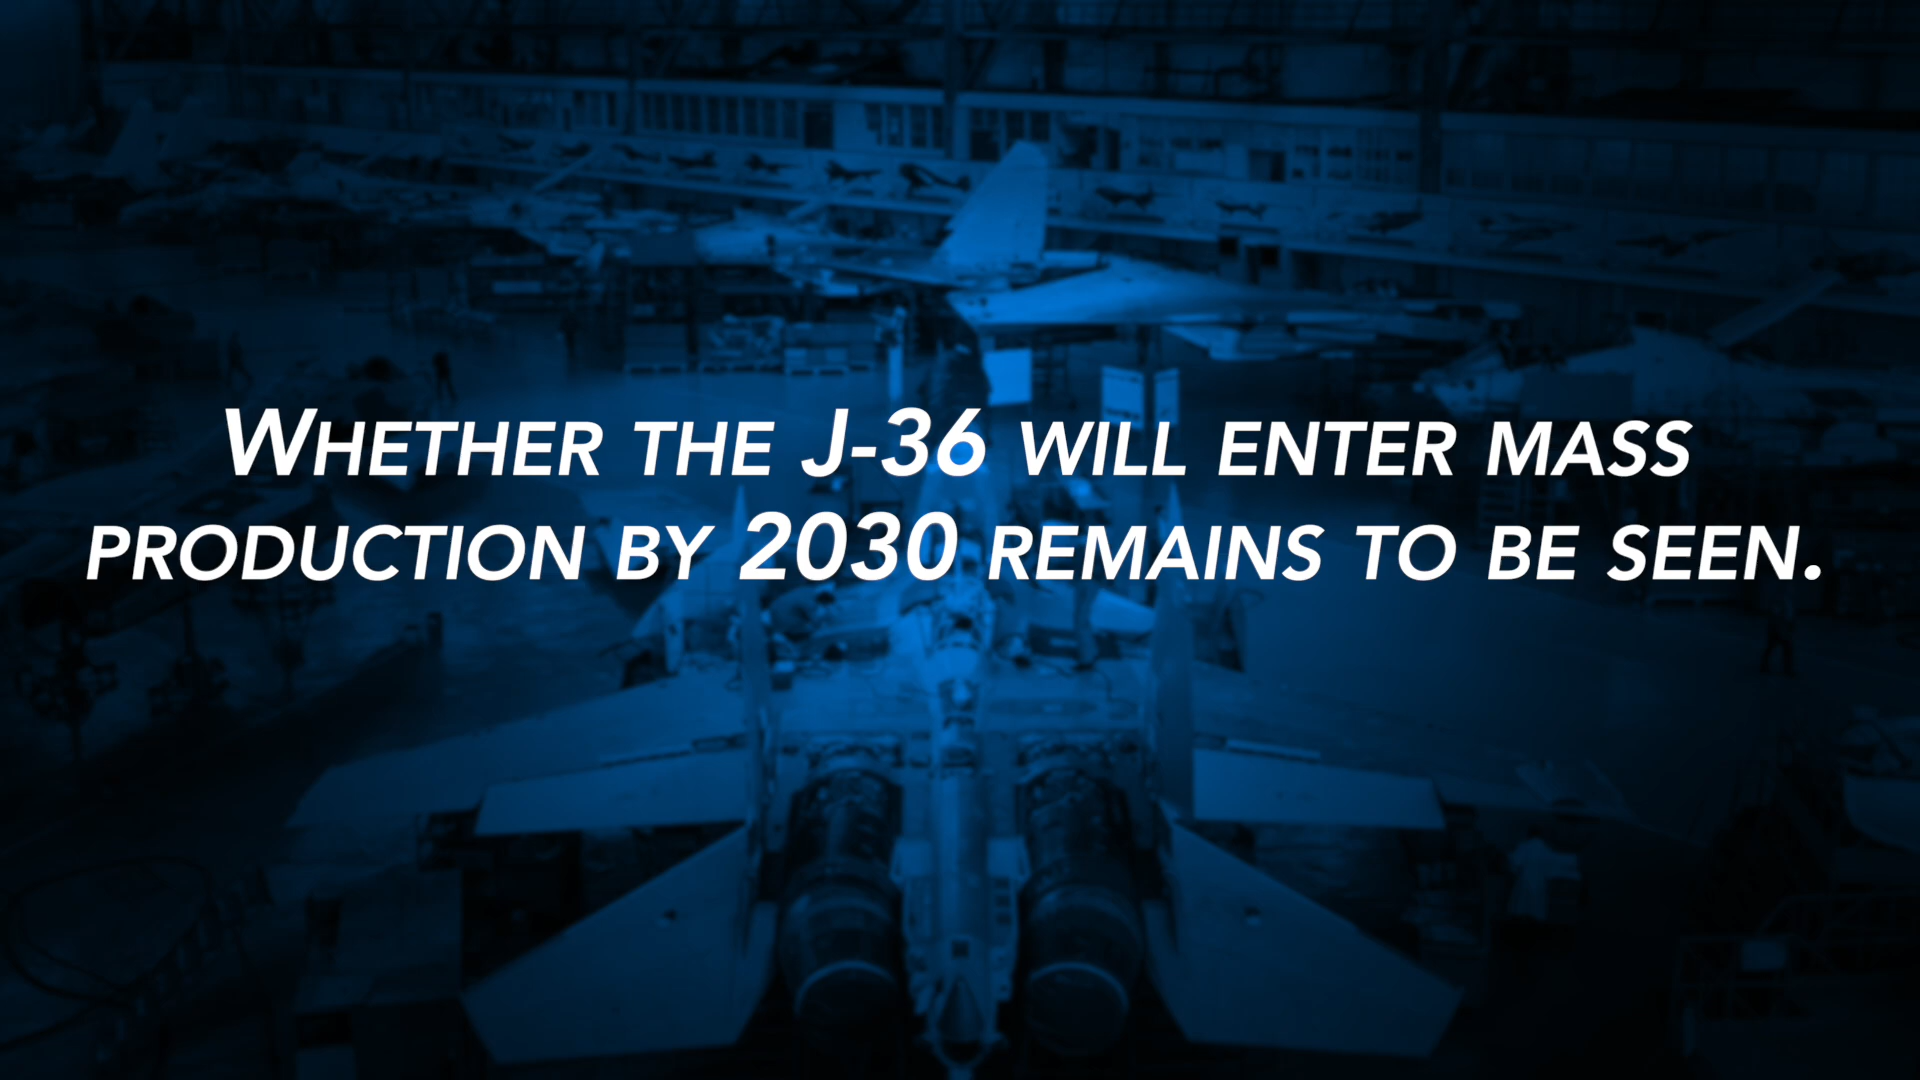 Whether the J-36 will enter mass
production by 2030 remains to be seen.